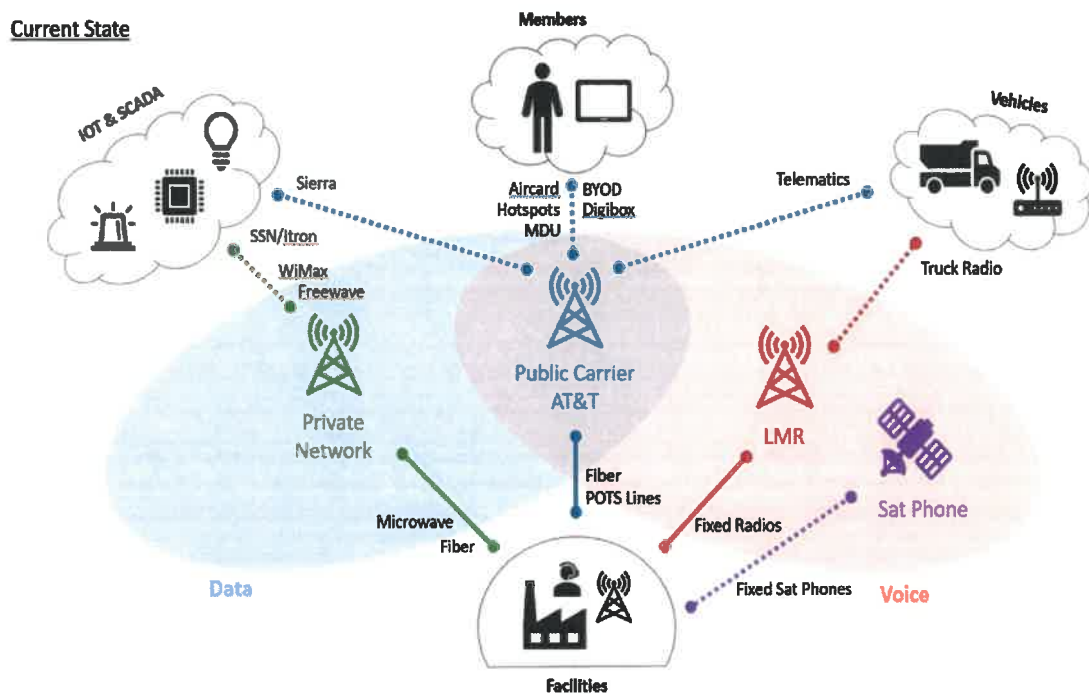 Current State
Members
IOT & SCADA
Vehicles
Sierra
Aircard
Hotspots
MDU
BYOD
Digibox
Telematics
SSN/Itron
WiMax
Freewave
Truck Radio
Public Carrier
AT&T
Private
Network
LMR
Sat Phone
Fiber
POTS Lines
Microwave
Fiber
Fixed Radios
Fixed Sat Phones
Data
Voice
Facilities